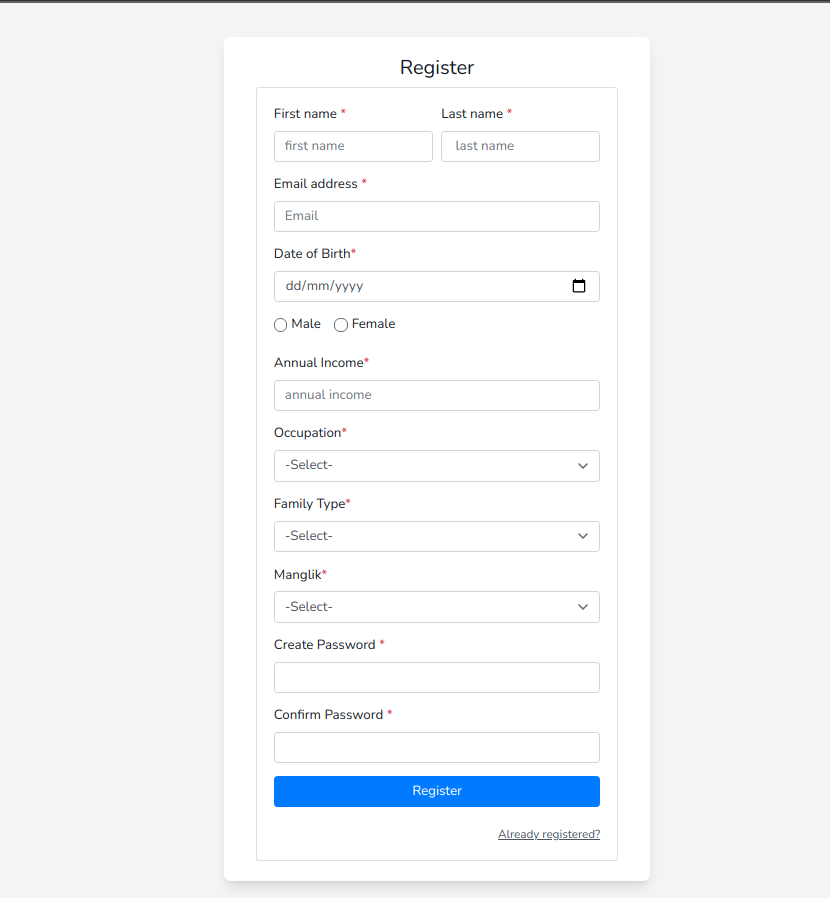 Register
First name * Last name *
first name last name
Email address *
Email
Date of Birth*
dd/mm/yyyy
Male Female
Annual Income*
annual income
Occupation*
-Select-
Family Type*
-Select-
Manglik*
-Select-
Create Password *
Confirm Password *
Register
Already registered?